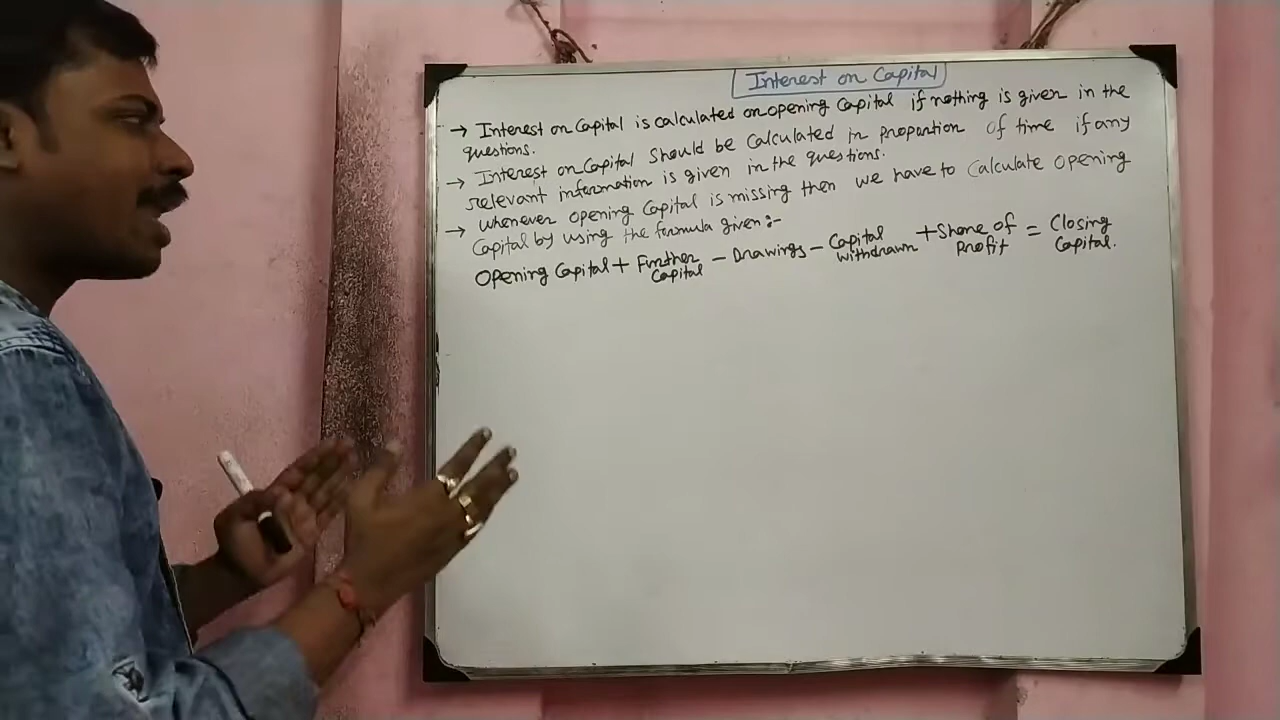 Interest on Capital
→ Interest on Capital is calculated on opening Capital if nothing is given in the
questions.
→ Interest on Capital should be calculated in proportion of time if any
relevant information is given in the questions.
→ Whenever opening Capital is missing then we have to calculate opening
Capital by using the formula given:-
Opening Capital + Further Capital - Drawings - Capital withdrawn + Share of Profit = Closing Capital.